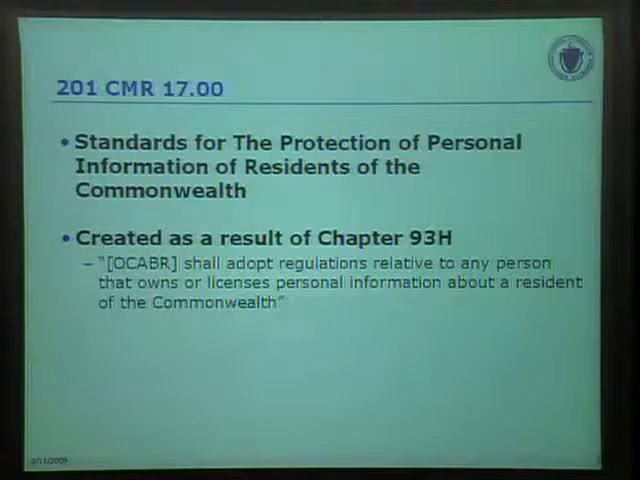 201 CMR 17.00
• Standards for The Protection of Personal
Information of Residents of the
Commonwealth
• Created as a result of Chapter 93H
– “[OCABR] shall adopt regulations relative to any person
that owns or licenses personal information about a resident
of the Commonwealth”